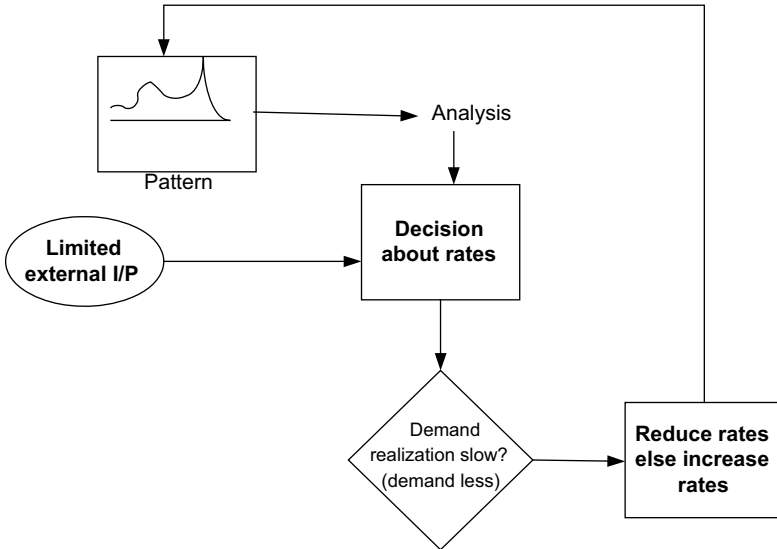 Analysis
Pattern
Decision
about rates
Limited
external I/P
Demand
realization slow?
(demand less)
Reduce rates
else increase
rates